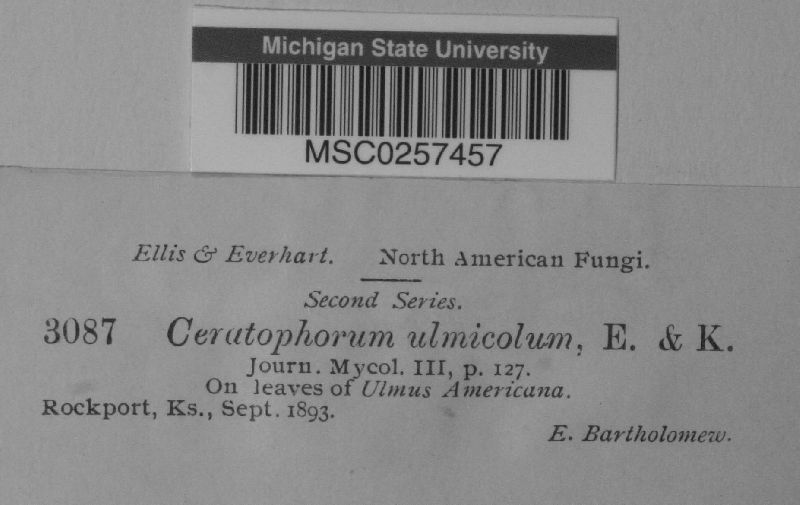 Michigan State University
MSC0257457
Ellis & Everhart. North American Fungi.
Second Series.
3087 Ceratophorum ulmicolum, E. & K.
Journ. Mycol. III, p. 127.
On leaves of Ulmus Americana.
Rockport, Ks., Sept. 1893.
E. Bartholomew.